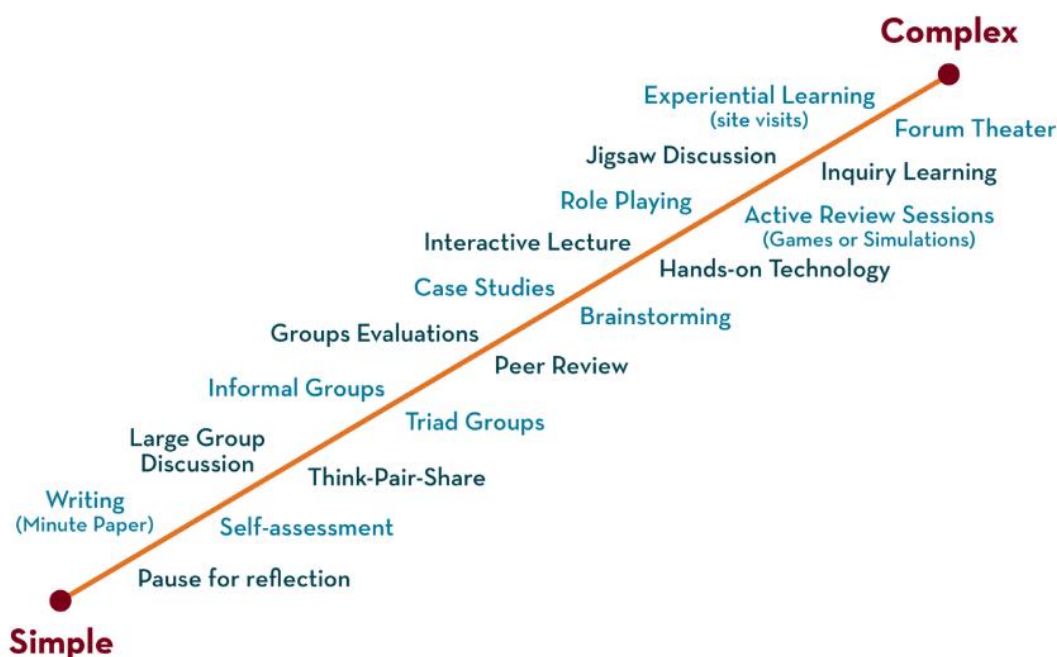 Complex
Experiential Learning
(site visits)
Forum Theater
Jigsaw Discussion
Inquiry Learning
Role Playing
Active Review Sessions
(Games or Simulations)
Interactive Lecture
Hands-on Technology
Case Studies
Brainstorming
Groups Evaluations
Peer Review
Informal Groups
Triad Groups
Large Group
Discussion
Think-Pair-Share
Writing
(Minute Paper)
Self-assessment
Pause for reflection
Simple